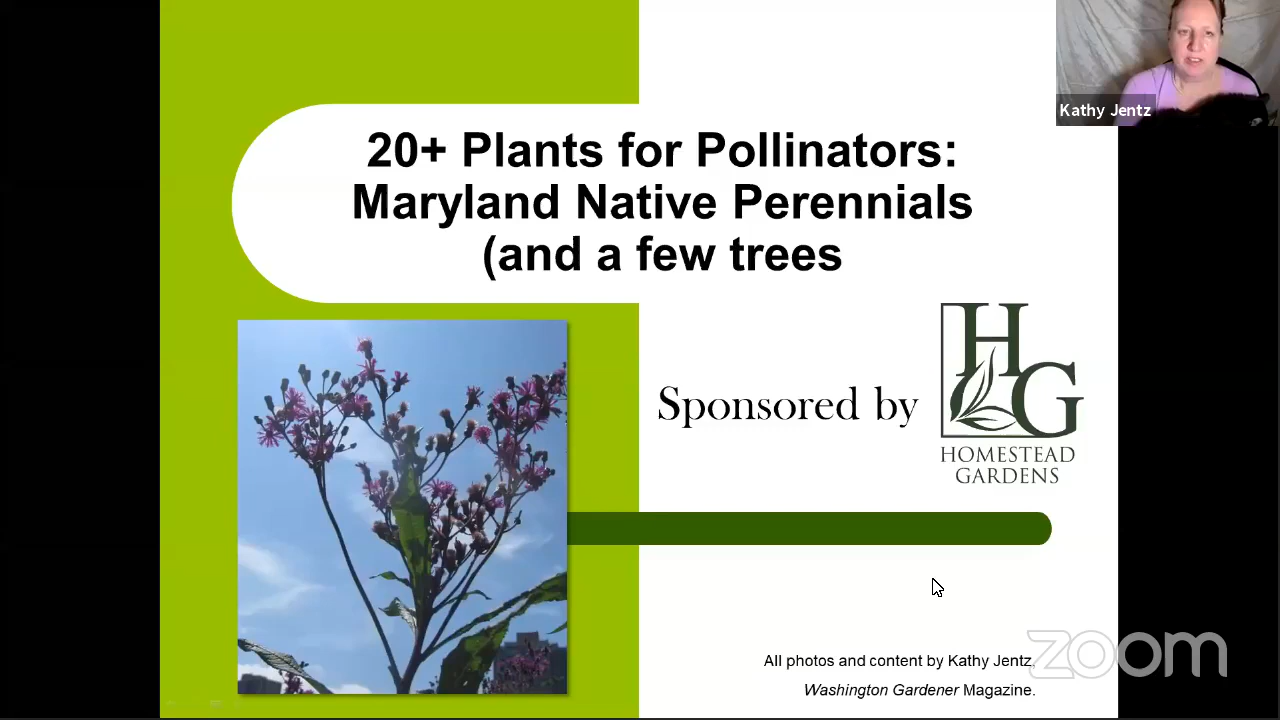 Kathy Jentz
20+ Plants for Pollinators:
Maryland Native Perennials
(and a few trees
Sponsored by
HG
HOMESTEAD
GARDENS
All photos and content by Kathy Jentz,
Washington Gardener Magazine.
zoom